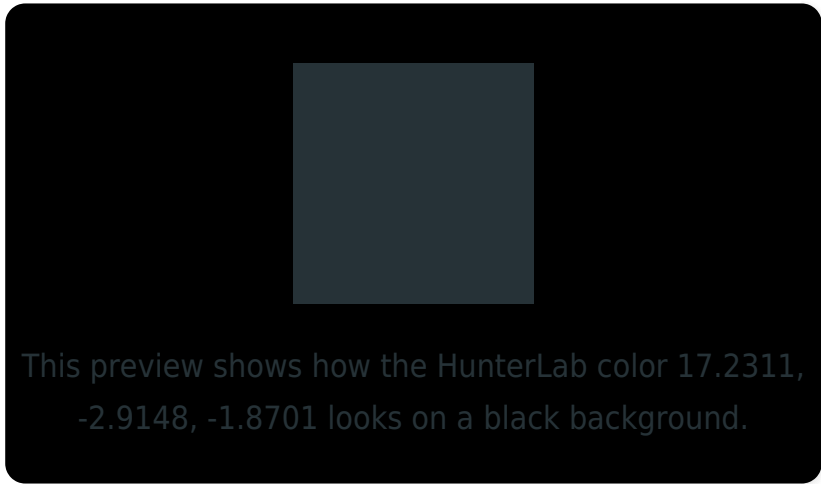 This preview shows how the HunterLab color 17.2311,
-2.9148, -1.8701 looks on a black background.